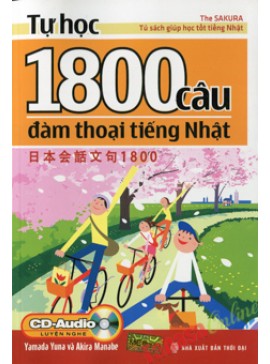 The SAKURA
Tủ sách giúp học tốt tiếng Nhật
Tự học
1800 câu
đàm thoại tiếng Nhật
日本会話文句1800
CD-Audio
LUYỆN NGHE
Yamada Yuna và Akira Manabe
NHÀ XUẤT BẢN THỜI ĐẠI